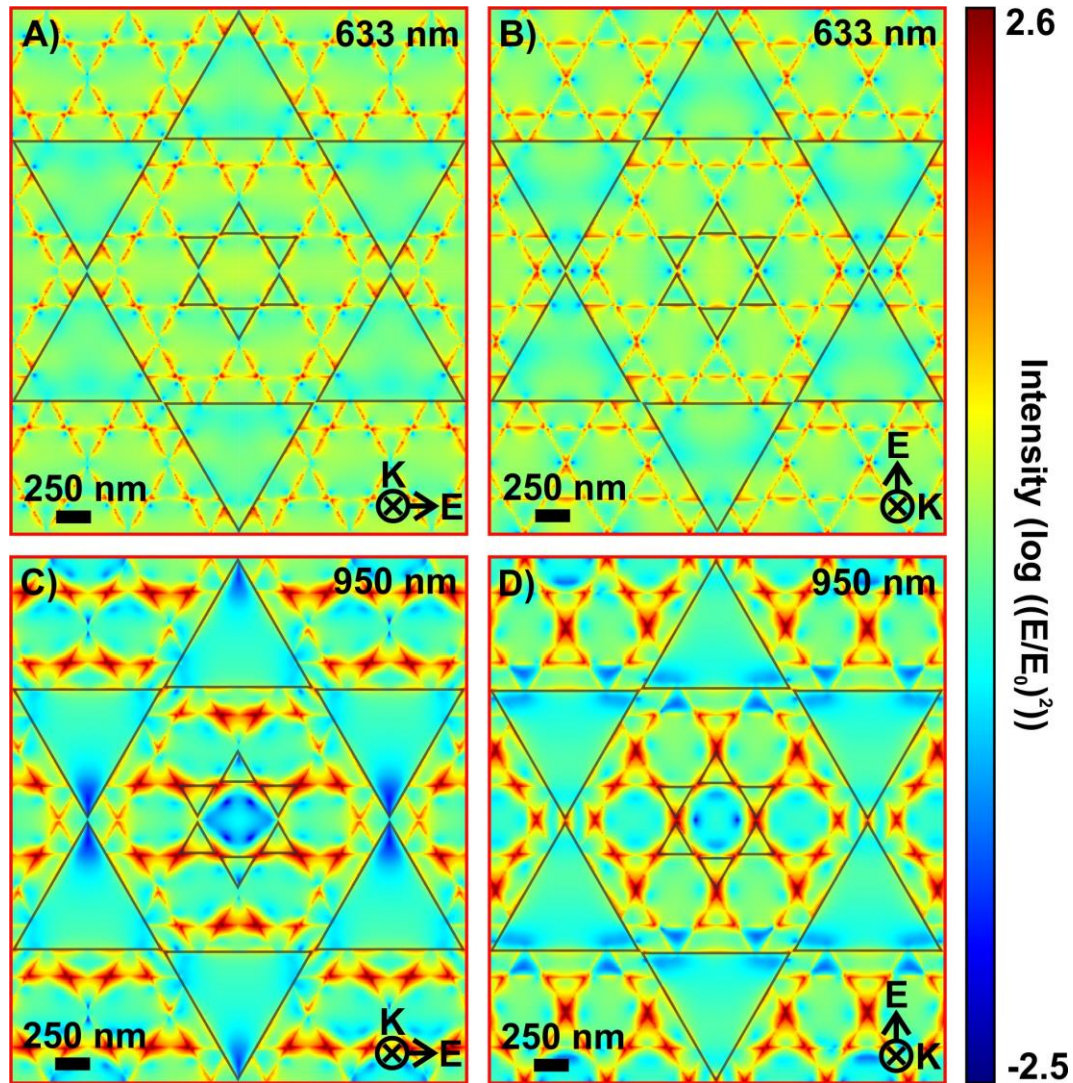 A) 633 nm
B) 633 nm
2.6
K
E
250 nm
E
K
250 nm
C) 950 nm
D) 950 nm
K
E
250 nm
E
K
250 nm
Intensity (log ((E/E₀)²))
-2.5